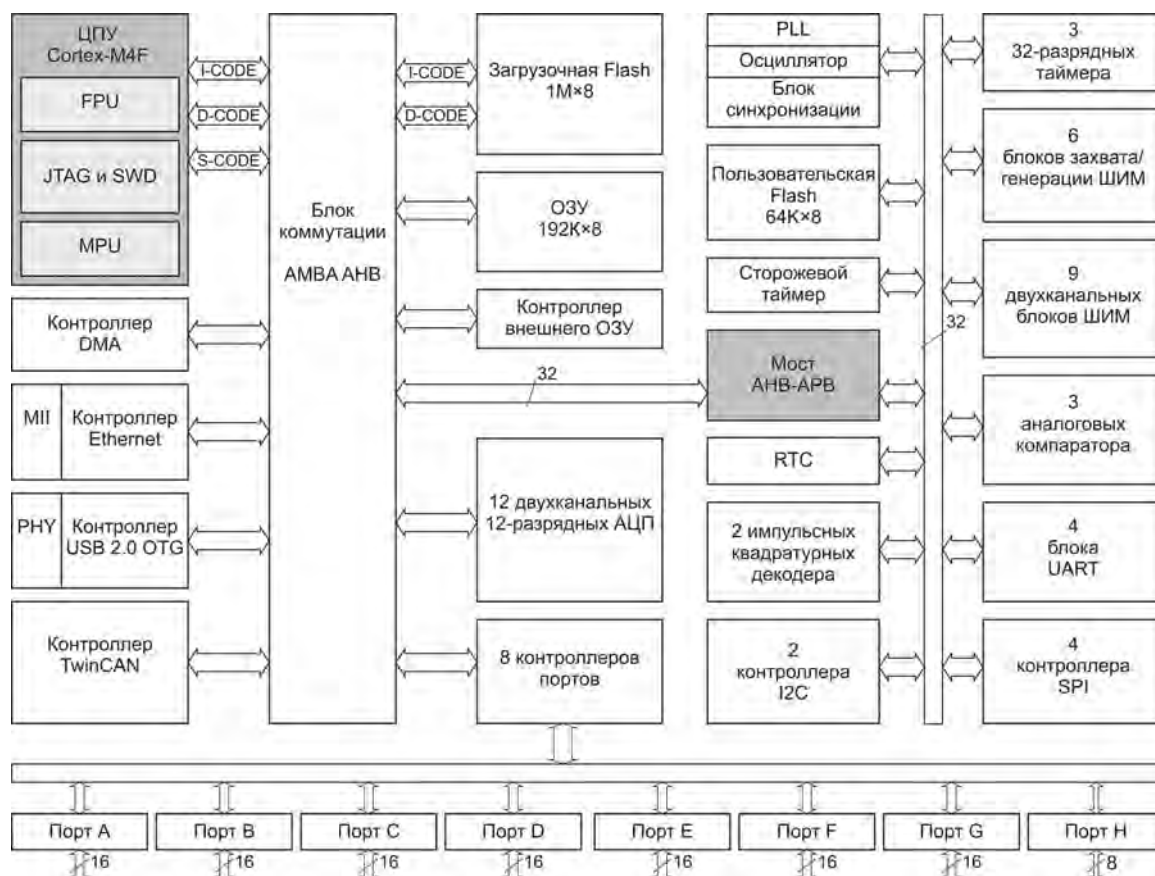 ЦПУ
Cortex-M4F
FPU
JTAG и SWD
MPU
I-CODE
D-CODE
S-CODE
Контроллер
DMA
MII
Контроллер
Ethernet
PHY
Контроллер
USB 2.0 OTG
Контроллер
TwinCAN
Блок
коммутации
AMBA AHB
I-CODE
D-CODE
Загрузочная Flash
1М×8
ОЗУ
192К×8
Контроллер
внешнего ОЗУ
32
12 двухканальных
12-разрядных АЦП
8 контроллеров
портов
PLL
Осциллятор
Блок
синхронизации
Пользовательская
Flash
64К×8
Сторожевой
таймер
Мост
AHB-APB
RTC
2 импульсных
квадратурных
декодера
2
контроллера
I2C
32
3
32-разрядных
таймера
6
блоков захвата/
генерации ШИМ
9
двухканальных
блоков ШИМ
3
аналоговых
компаратора
4
блока
UART
4
контроллера
SPI
Порт A
Порт B
Порт C
Порт D
Порт E
Порт F
Порт G
Порт H
16
16
16
16
16
16
16
8